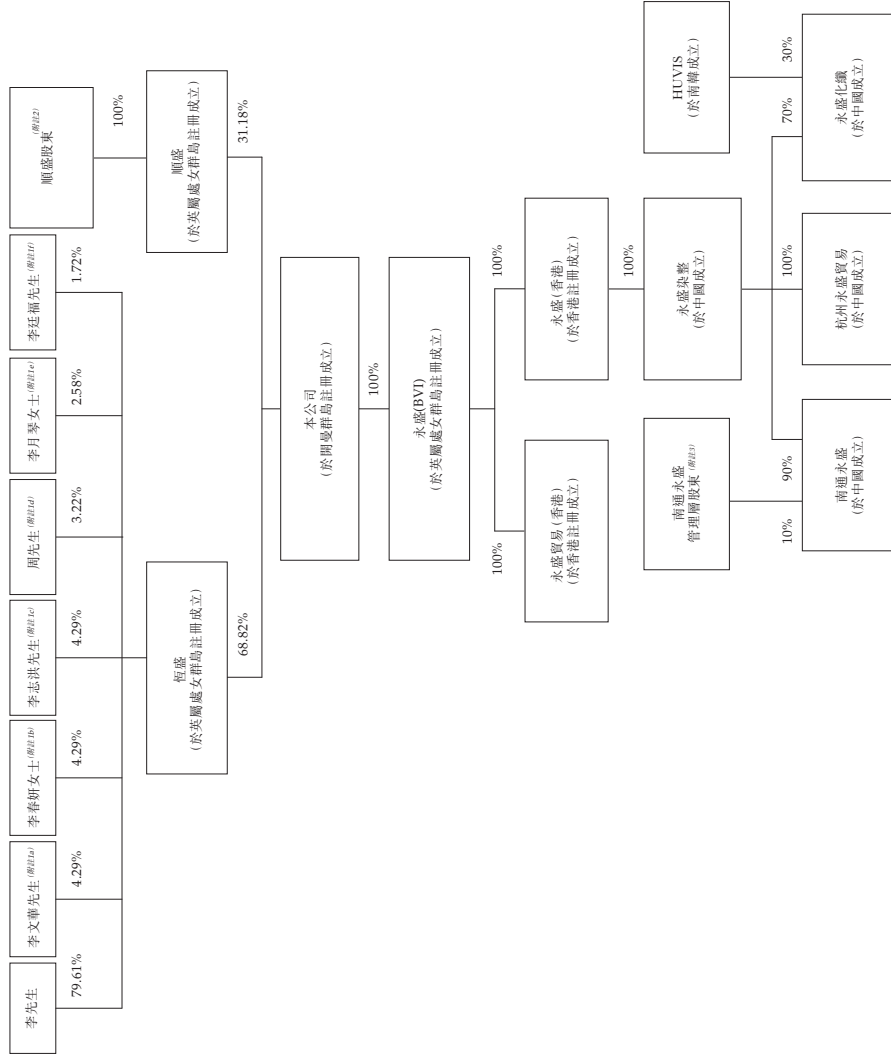 李先生
李文華先生(附註1a)
李春妍女士(附註1b)
李志洪先生(附註1c)
周先生(附註1d)
李月琴女士(附註1e)
李廷福先生(附註1f)
順盛股東(附註2)
79.61%
4.29%
4.29%
4.29%
3.22%
2.58%
1.72%
100%
恆盛
(於英屬處女群島註冊成立)
順盛
(於英屬處女群島註冊成立)
68.82%
31.18%
本公司
(於開曼群島註冊成立)
100%
永盛(BVI)
(於英屬處女群島註冊成立)
100%
100%
永盛貿易(香港)
(於香港註冊成立)
永盛(香港)
(於香港註冊成立)
100%
南通永盛
管理層股東(附註3)
永盛染整
(於中國成立)
HUVIS
(於南韓成立)
10%
90%
100%
70%
30%
南通永盛
(於中國成立)
杭州永盛貿易
(於中國成立)
永盛化纖
(於中國成立)